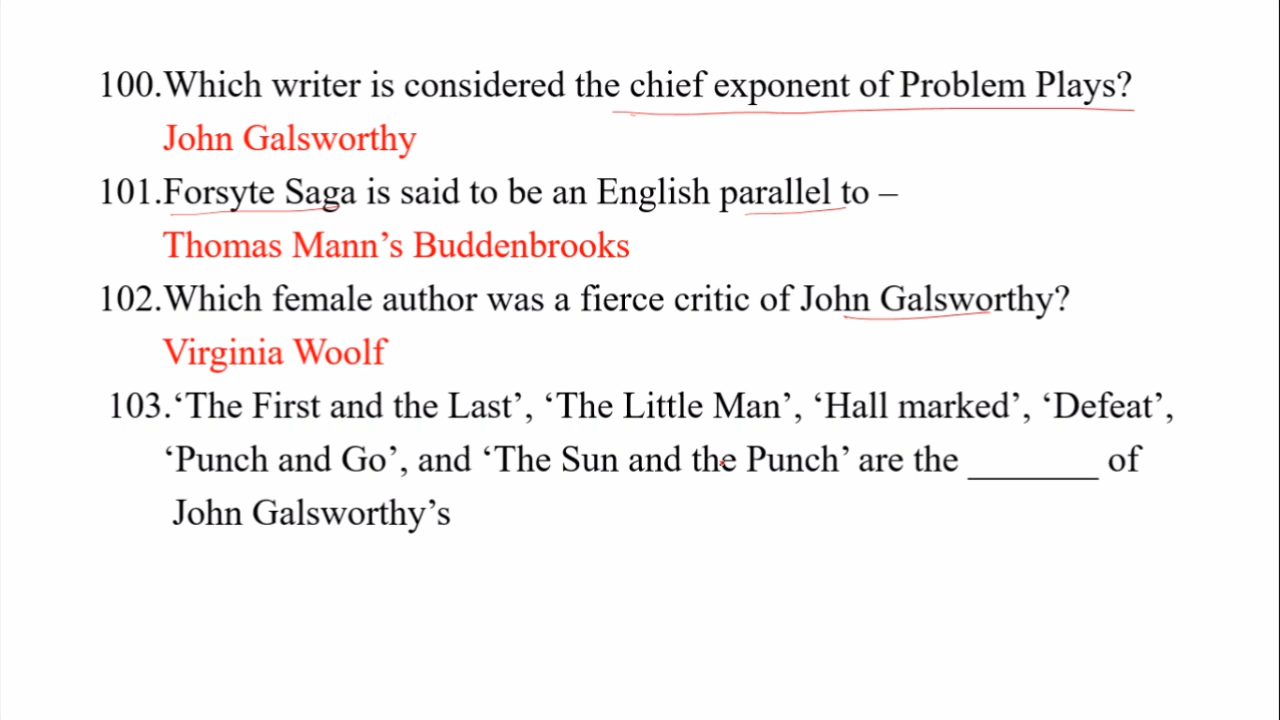 100.Which writer is considered the chief exponent of Problem Plays?
John Galsworthy
101.Forsyte Saga is said to be an English parallel to –
Thomas Mann’s Buddenbrooks
102.Which female author was a fierce critic of John Galsworthy?
Virginia Woolf
103.‘The First and the Last’, ‘The Little Man’, ‘Hall marked’, ‘Defeat’,
‘Punch and Go’, and ‘The Sun and the Punch’ are the _______ of
John Galsworthy’s